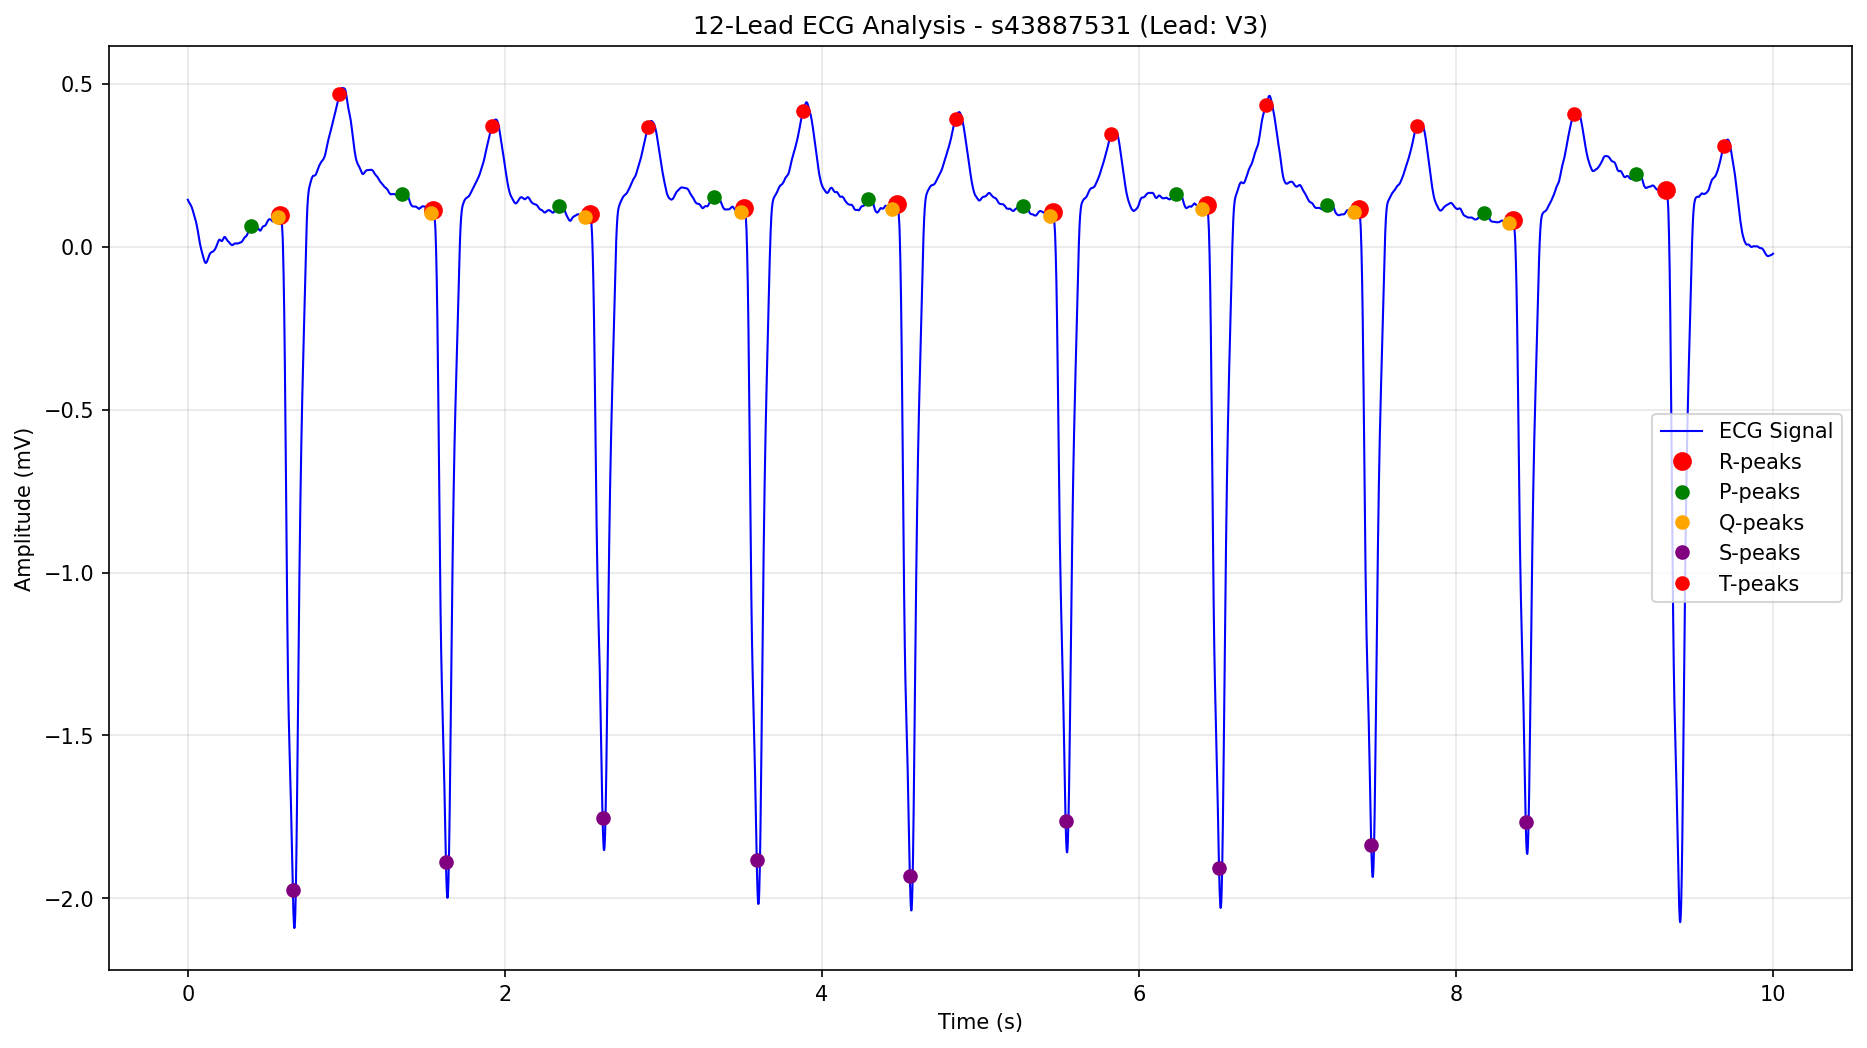 12-Lead ECG Analysis - s43887531 (Lead: V3)
0.5
0.0
−0.5
−1.0
−1.5
−2.0
Amplitude (mV)
ECG Signal
R-peaks
P-peaks
Q-peaks
S-peaks
T-peaks
0 2 4 6 8 10
Time (s)